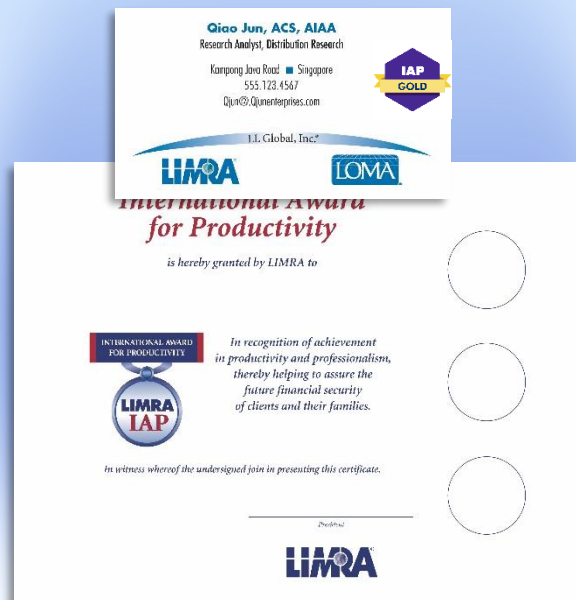 Qiao Jun, ACS, AIAA
Research Analyst, Distribution Research
Kampong Java Road ■ Singapore
555.123.4567
Qjun@.Qjunenterprises.com
IAP
GOLD
LL Global, Inc.®
LIMRA®
LOMA
International Award
for Productivity
is hereby granted by LIMRA to
INTERNATIONAL AWARD
FOR PRODUCTIVITY
LIMRA
IAP
In recognition of achievement
in productivity and professionalism,
thereby helping to assure the
future financial security
of clients and their families.
In witness whereof the undersigned join in presenting this certificate.
President
LIMRA®